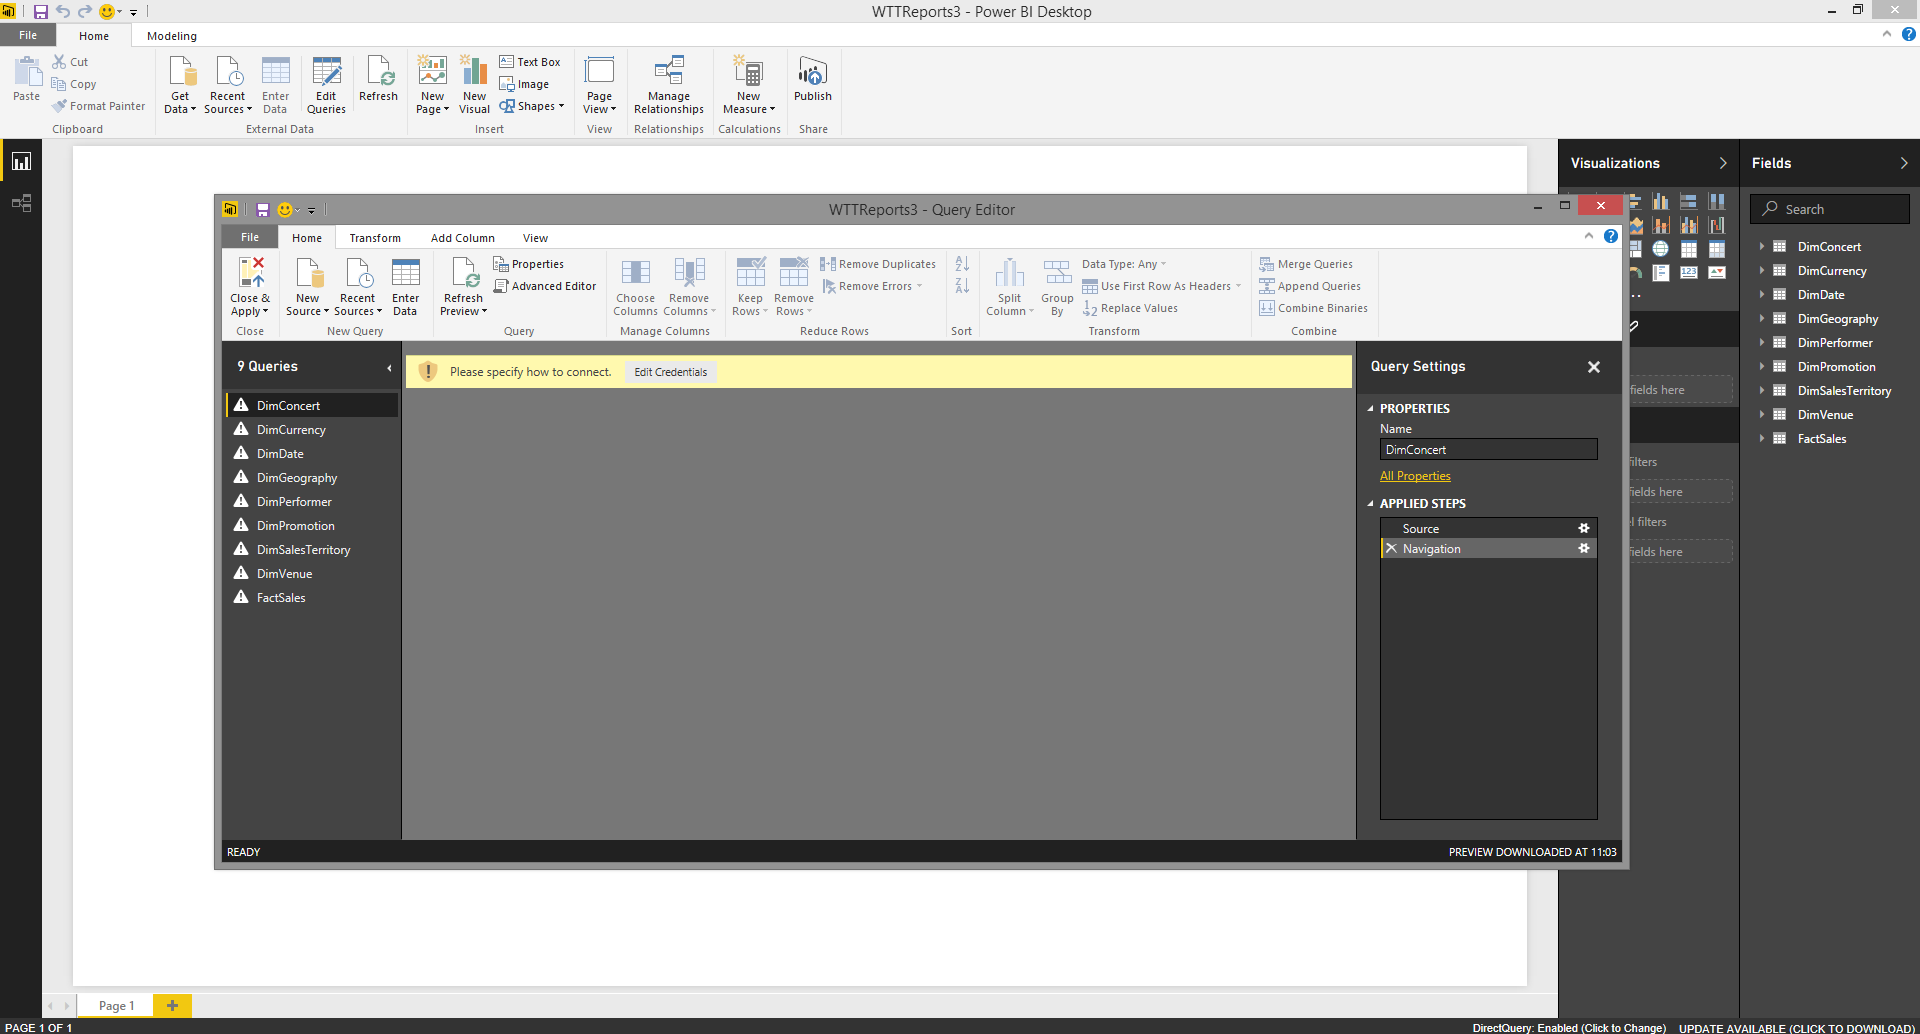 WTTReports3 - Power BI Desktop
File
Home
Modeling
Paste
Cut
Copy
Format Painter
Clipboard
Get Data
Recent Sources
Enter Data
Edit Queries
Refresh
External Data
New Page
New Visual
Text Box
Image
Shapes
Insert
Page View
View
Manage Relationships
Relationships
New Measure
Calculations
Publish
Share
Visualizations
Fields
Search
DimConcert
DimCurrency
DimDate
DimGeography
DimPerformer
DimPromotion
DimSalesTerritory
DimVenue
FactSales
fields here
filters
fields here
l filters
fields here
WTTReports3 - Query Editor
File
Home
Transform
Add Column
View
Close & Apply
Close
New Source
Recent Sources
Enter Data
New Query
Refresh Preview
Properties
Advanced Editor
Query
Choose Columns
Remove Columns
Manage Columns
Keep Rows
Remove Rows
Remove Duplicates
Remove Errors
Reduce Rows
Sort
Split Column
Group By
Data Type: Any
Use First Row As Headers
Replace Values
Transform
Merge Queries
Append Queries
Combine Binaries
Combine
9 Queries
DimConcert
DimCurrency
DimDate
DimGeography
DimPerformer
DimPromotion
DimSalesTerritory
DimVenue
FactSales
Please specify how to connect.
Edit Credentials
Query Settings
PROPERTIES
Name
DimConcert
All Properties
APPLIED STEPS
Source
Navigation
READY
PREVIEW DOWNLOADED AT 11:03
Page 1
PAGE 1 OF 1
DirectQuery: Enabled (Click to Change)
UPDATE AVAILABLE (CLICK TO DOWNLOAD)